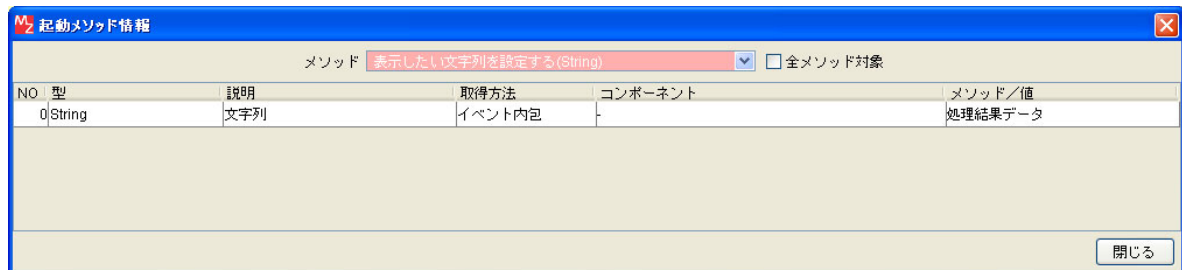 MZ 起動メソッド情報
メソッド 表示したい文字列を設定する(String) 全メソッド対象
NO 型 説明 取得方法 コンポーネント メソッド/値
0 String 文字列 イベント内包 - 処理結果データ
閉じる